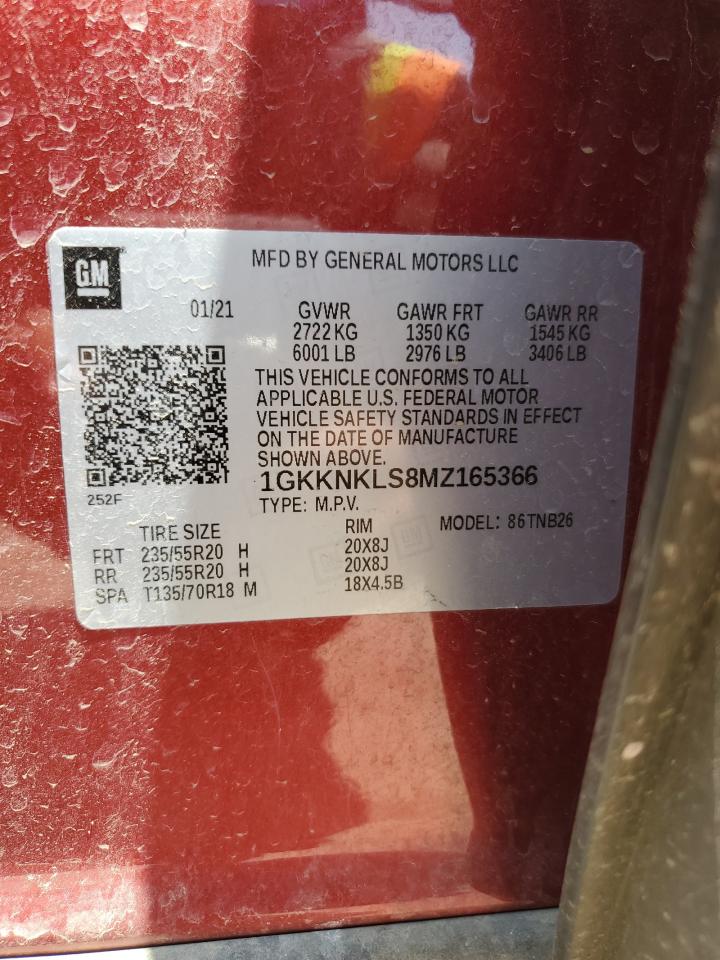 GM
MFD BY GENERAL MOTORS LLC
01/21 GVWR GAWR FRT GAWR RR
2722 KG 1350 KG 1545 KG
6001 LB 2976 LB 3406 LB
THIS VEHICLE CONFORMS TO ALL
APPLICABLE U.S. FEDERAL MOTOR
VEHICLE SAFETY STANDARDS IN EFFECT
ON THE DATE OF MANUFACTURE
SHOWN ABOVE.
1GKKNKLS8MZ165366
252F
TYPE: M.P.V.
TIRE SIZE RIM MODEL: 86TNB26
FRT 235/55R20 H 20X8J
RR 235/55R20 H 20X8J
SPA T135/70R18 M 18X4.5B